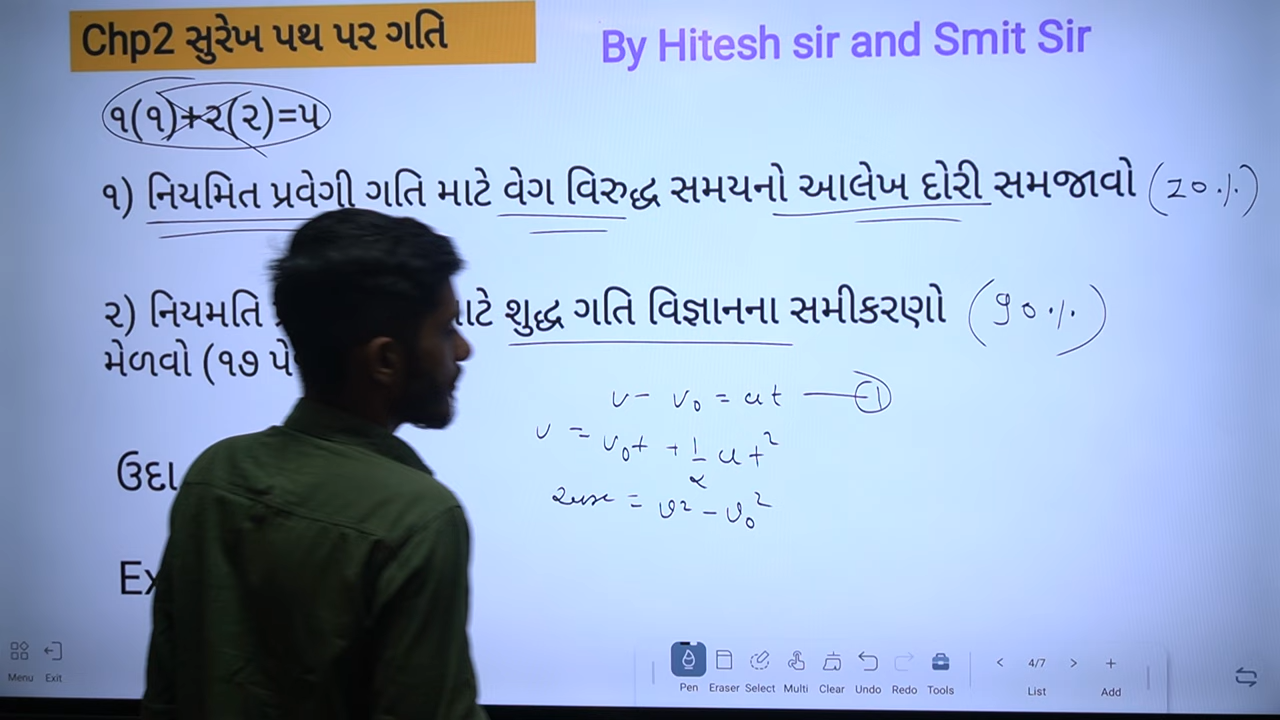 Chp2 સુરેખ પથ પર ગતિ
By Hitesh sir and Smit Sir
૧(૧)+૨(૨)=૫
૧) નિયમિત પ્રવેગી ગતિ માટે વેગ વિરુદ્ધ સમયનો આલેખ દોરી સમજાવો (20%)
૨) નિયમતિ શુદ્ધ ગતિ વિજ્ઞાનના સમીકરણો (90%)
મેળવો (૧૭
v - v₀ = at — ①
v = v₀t + 1/2 at²
= v² - v₀²
ઉદા
Menu Exit
Pen Eraser Select Multi Clear Undo Redo Tools
< 4/7 > +
List Add